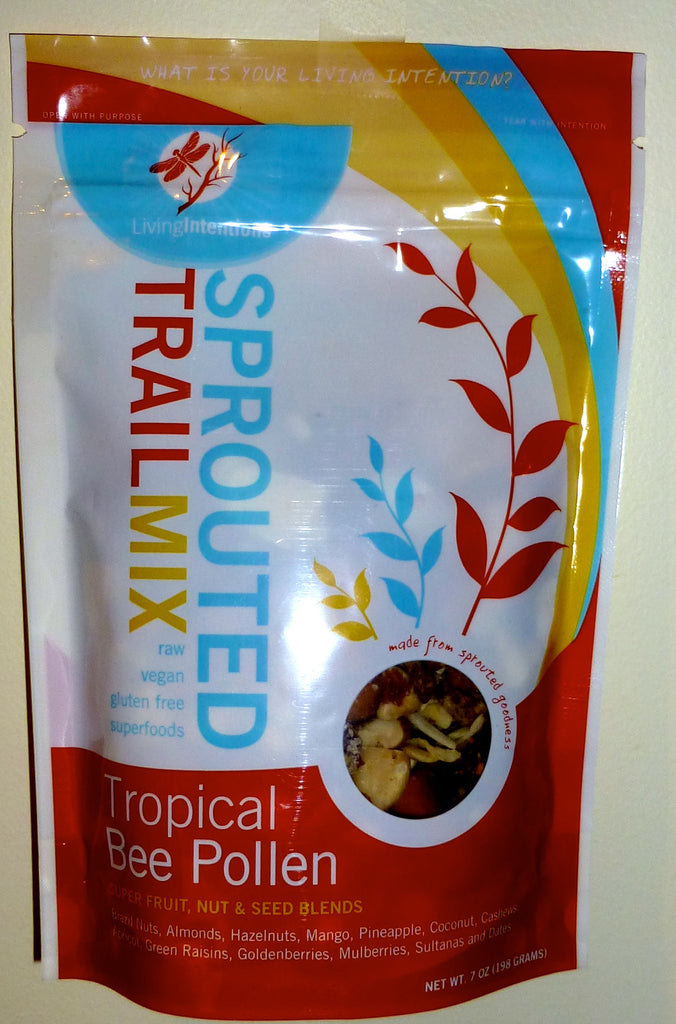 WHAT IS YOUR LIVING INTENTION?
OPEN WITH PURPOSE
TEAR WITH INTENTION
LivingIntentions
SPROUTED
TRAILMIX
raw
vegan
gluten free
superfoods
made from sprouted goodness
Tropical
Bee Pollen
SUPER FRUIT, NUT & SEED BLENDS
Brazil Nuts, Almonds, Hazelnuts, Mango, Pineapple, Coconut, Cashews,
Apricot, Green Raisins, Goldenberries, Mulberries, Sultanas and Dates
NET WT. 7 OZ (198 GRAMS)